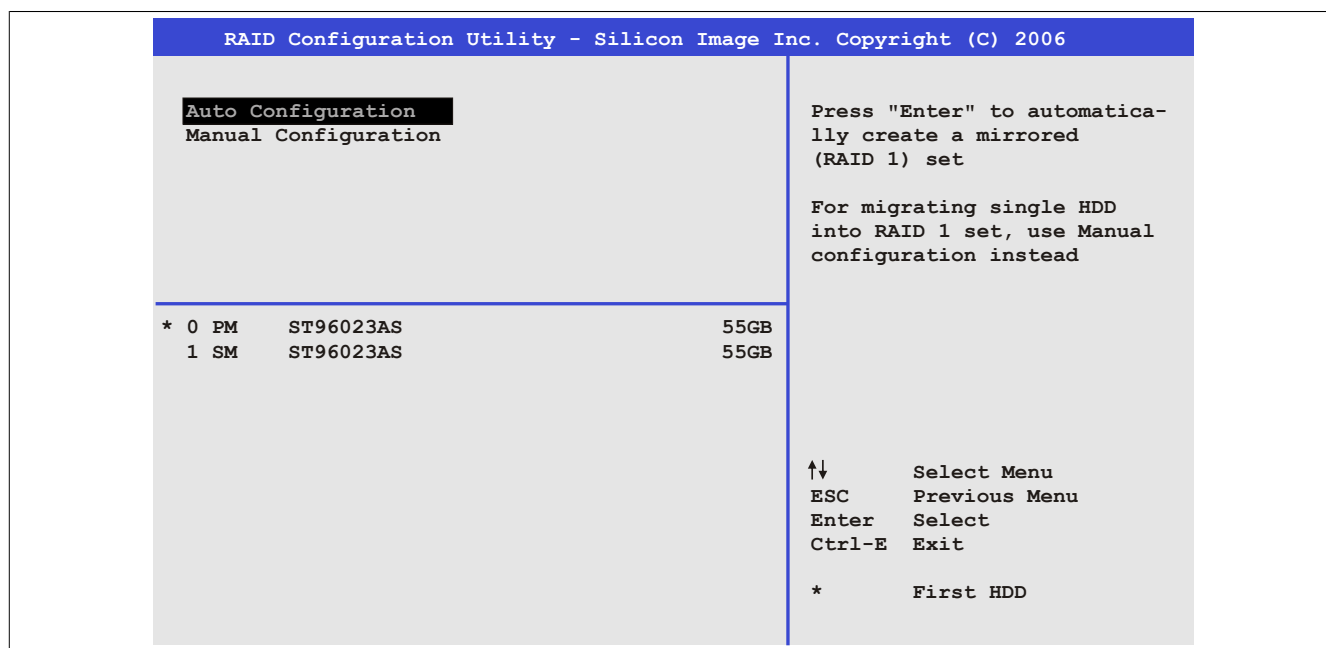 RAID Configuration Utility - Silicon Image Inc. Copyright (C) 2006
Auto Configuration
Manual Configuration
Press "Enter" to automatica-
lly create a mirrored
(RAID 1) set
For migrating single HDD
into RAID 1 set, use Manual
configuration instead
* 0 PM ST96023AS 55GB
1 SM ST96023AS 55GB
↑↓ Select Menu
ESC Previous Menu
Enter Select
Ctrl-E Exit
* First HDD